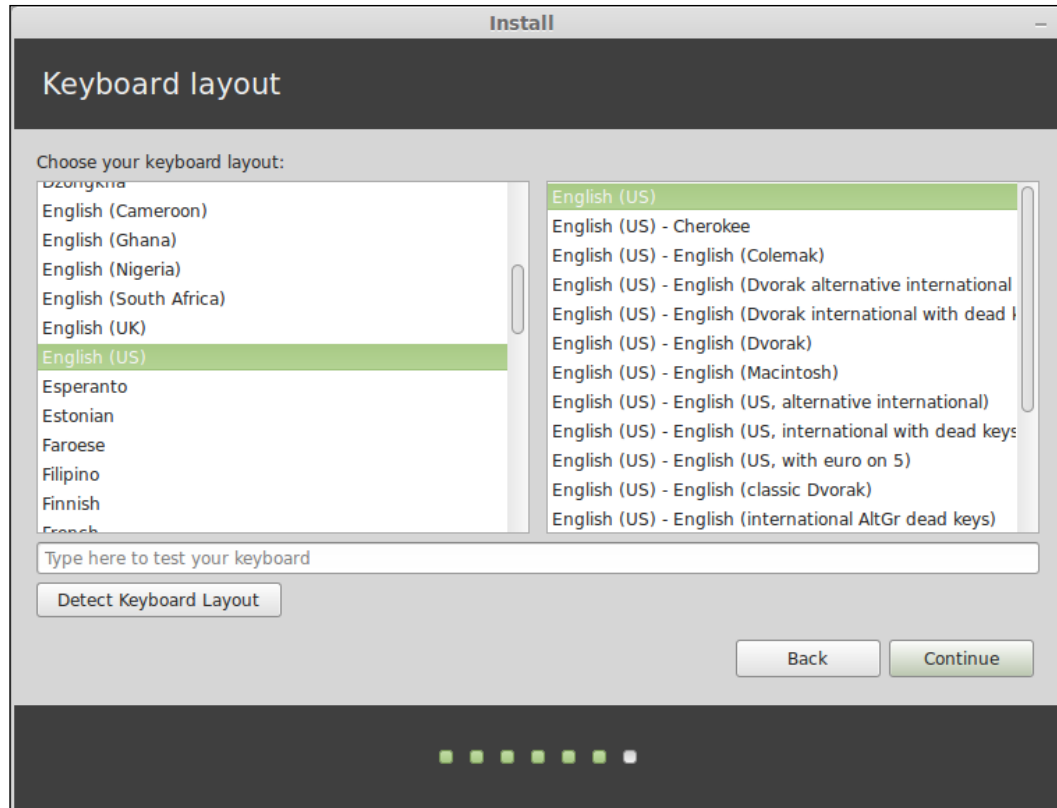 Install
Keyboard layout
Choose your keyboard layout:
Dzongkha
English (Cameroon)
English (Ghana)
English (Nigeria)
English (South Africa)
English (UK)
English (US)
Esperanto
Estonian
Faroese
Filipino
Finnish
French
English (US)
English (US) - Cherokee
English (US) - English (Colemak)
English (US) - English (Dvorak alternative international
English (US) - English (Dvorak international with dead
English (US) - English (Dvorak)
English (US) - English (Macintosh)
English (US) - English (US, alternative international)
English (US) - English (US, international with dead keys
English (US) - English (US, with euro on 5)
English (US) - English (classic Dvorak)
English (US) - English (international AltGr dead keys)
Type here to test your keyboard
Detect Keyboard Layout
Back
Continue